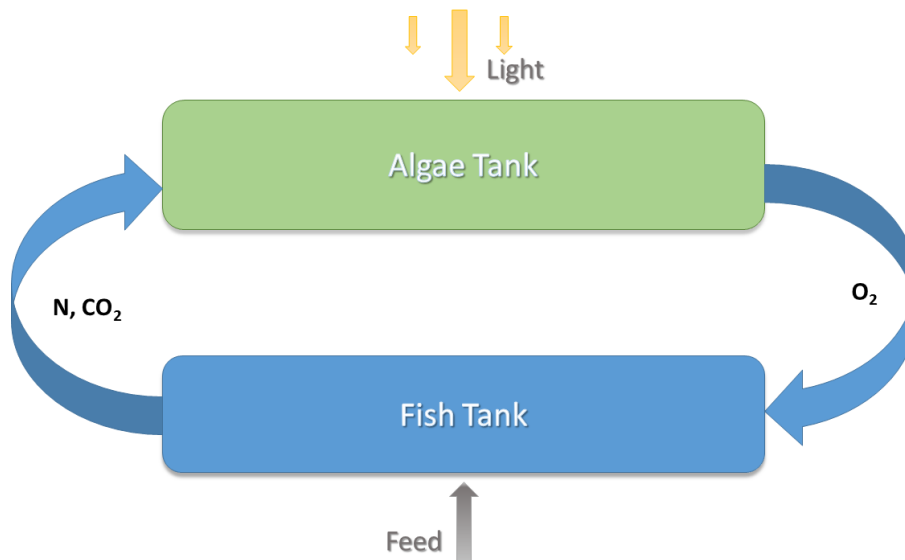 Light
Algae Tank
N, CO₂
O₂
Fish Tank
Feed